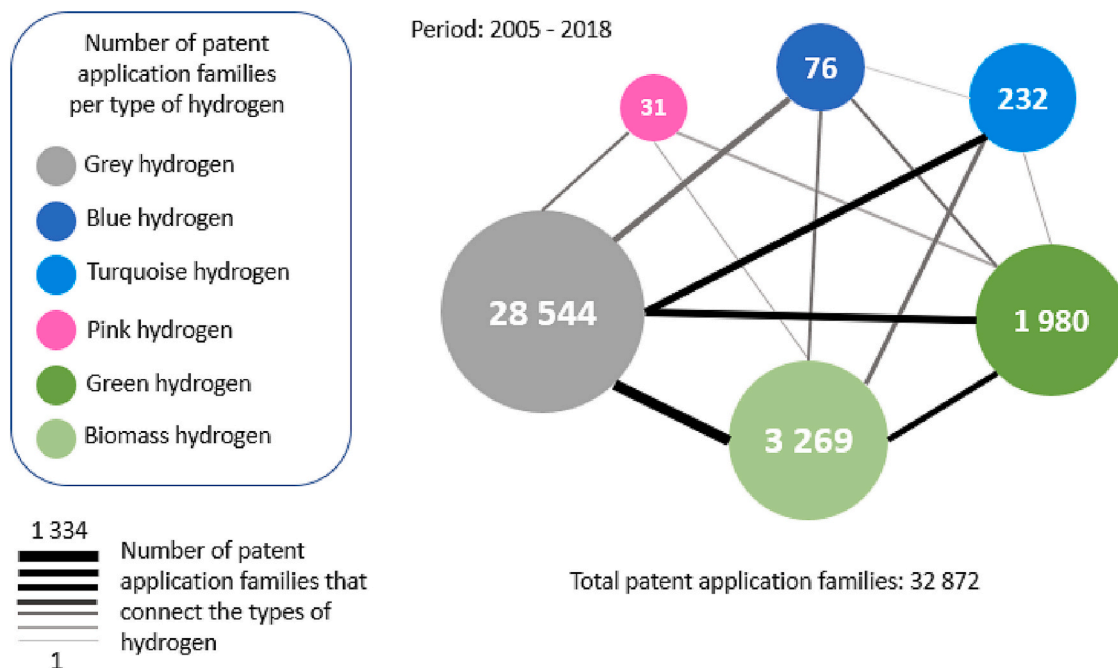 Number of patent
application families
per type of hydrogen
Grey hydrogen
Blue hydrogen
Turquoise hydrogen
Pink hydrogen
Green hydrogen
Biomass hydrogen
1 334
Number of patent
application families that
connect the types of
hydrogen
1
Period: 2005 - 2018
31
76
232
28 544
1 980
3 269
Total patent application families: 32 872